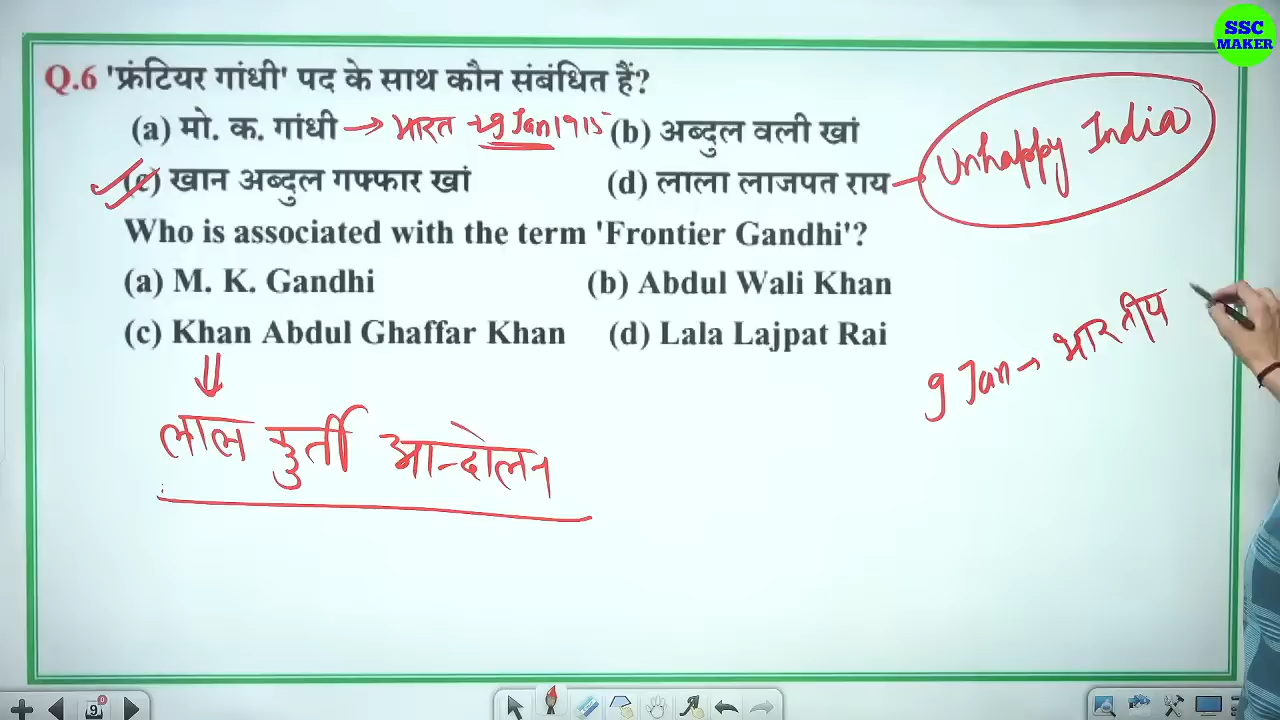 SSC
MAKER
Q.6 'फ्रंटियर गांधी' पद के साथ कौन संबंधित हैं?
(a) मो. क. गांधी → भारत → 9 Jan 1915 (b) अब्दुल वली खां
(c) खान अब्दुल गफ्फार खां (d) लाला लाजपत राय
Unhappy India
Who is associated with the term 'Frontier Gandhi'?
(a) M. K. Gandhi (b) Abdul Wali Khan
(c) Khan Abdul Ghaffar Khan (d) Lala Lajpat Rai
9 Jan → भारतीय
लाल कुर्ती आन्दोलन
9
0